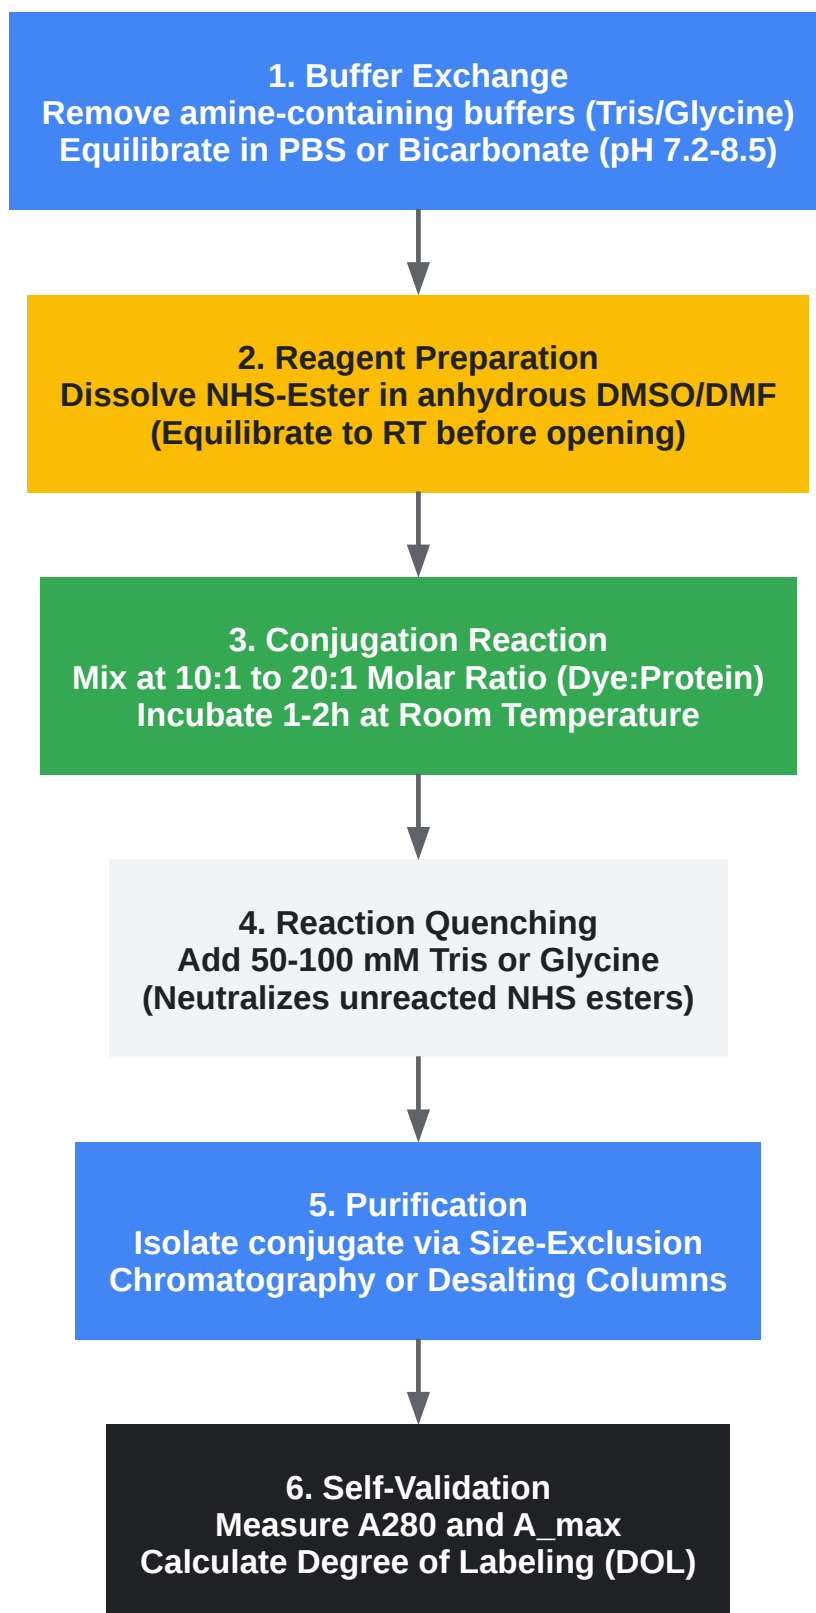 1. Buffer Exchange
Remove amine-containing buffers (Tris/Glycine)
Equilibrate in PBS or Bicarbonate (pH 7.2-8.5)
2. Reagent Preparation
Dissolve NHS-Ester in anhydrous DMSO/DMF
(Equilibrate to RT before opening)
3. Conjugation Reaction
Mix at 10:1 to 20:1 Molar Ratio (Dye:Protein)
Incubate 1-2h at Room Temperature
4. Reaction Quenching
Add 50-100 mM Tris or Glycine
(Neutralizes unreacted NHS esters)
5. Purification
Isolate conjugate via Size-Exclusion
Chromatography or Desalting Columns
6. Self-Validation
Measure A280 and A_max
Calculate Degree of Labeling (DOL)